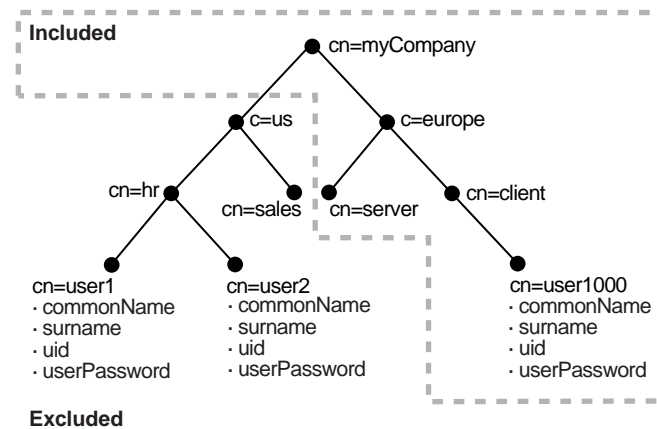 Included
cn=myCompany
c=us
c=europe
cn=hr
cn=sales
cn=server
cn=client
cn=user1
· commonName
· surname
· uid
· userPassword
cn=user2
· commonName
· surname
· uid
· userPassword
cn=user1000
· commonName
· surname
· uid
· userPassword
Excluded